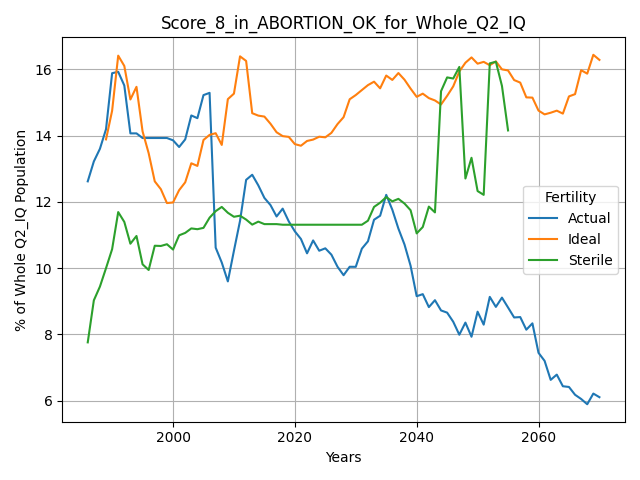 Score_8_in_ABORTION_OK_for_Whole_Q2_IQ
% of Whole Q2_IQ Population
16
14
12
10
8
6
Fertility
Actual
Ideal
Sterile
2000
2020
2040
2060
Years